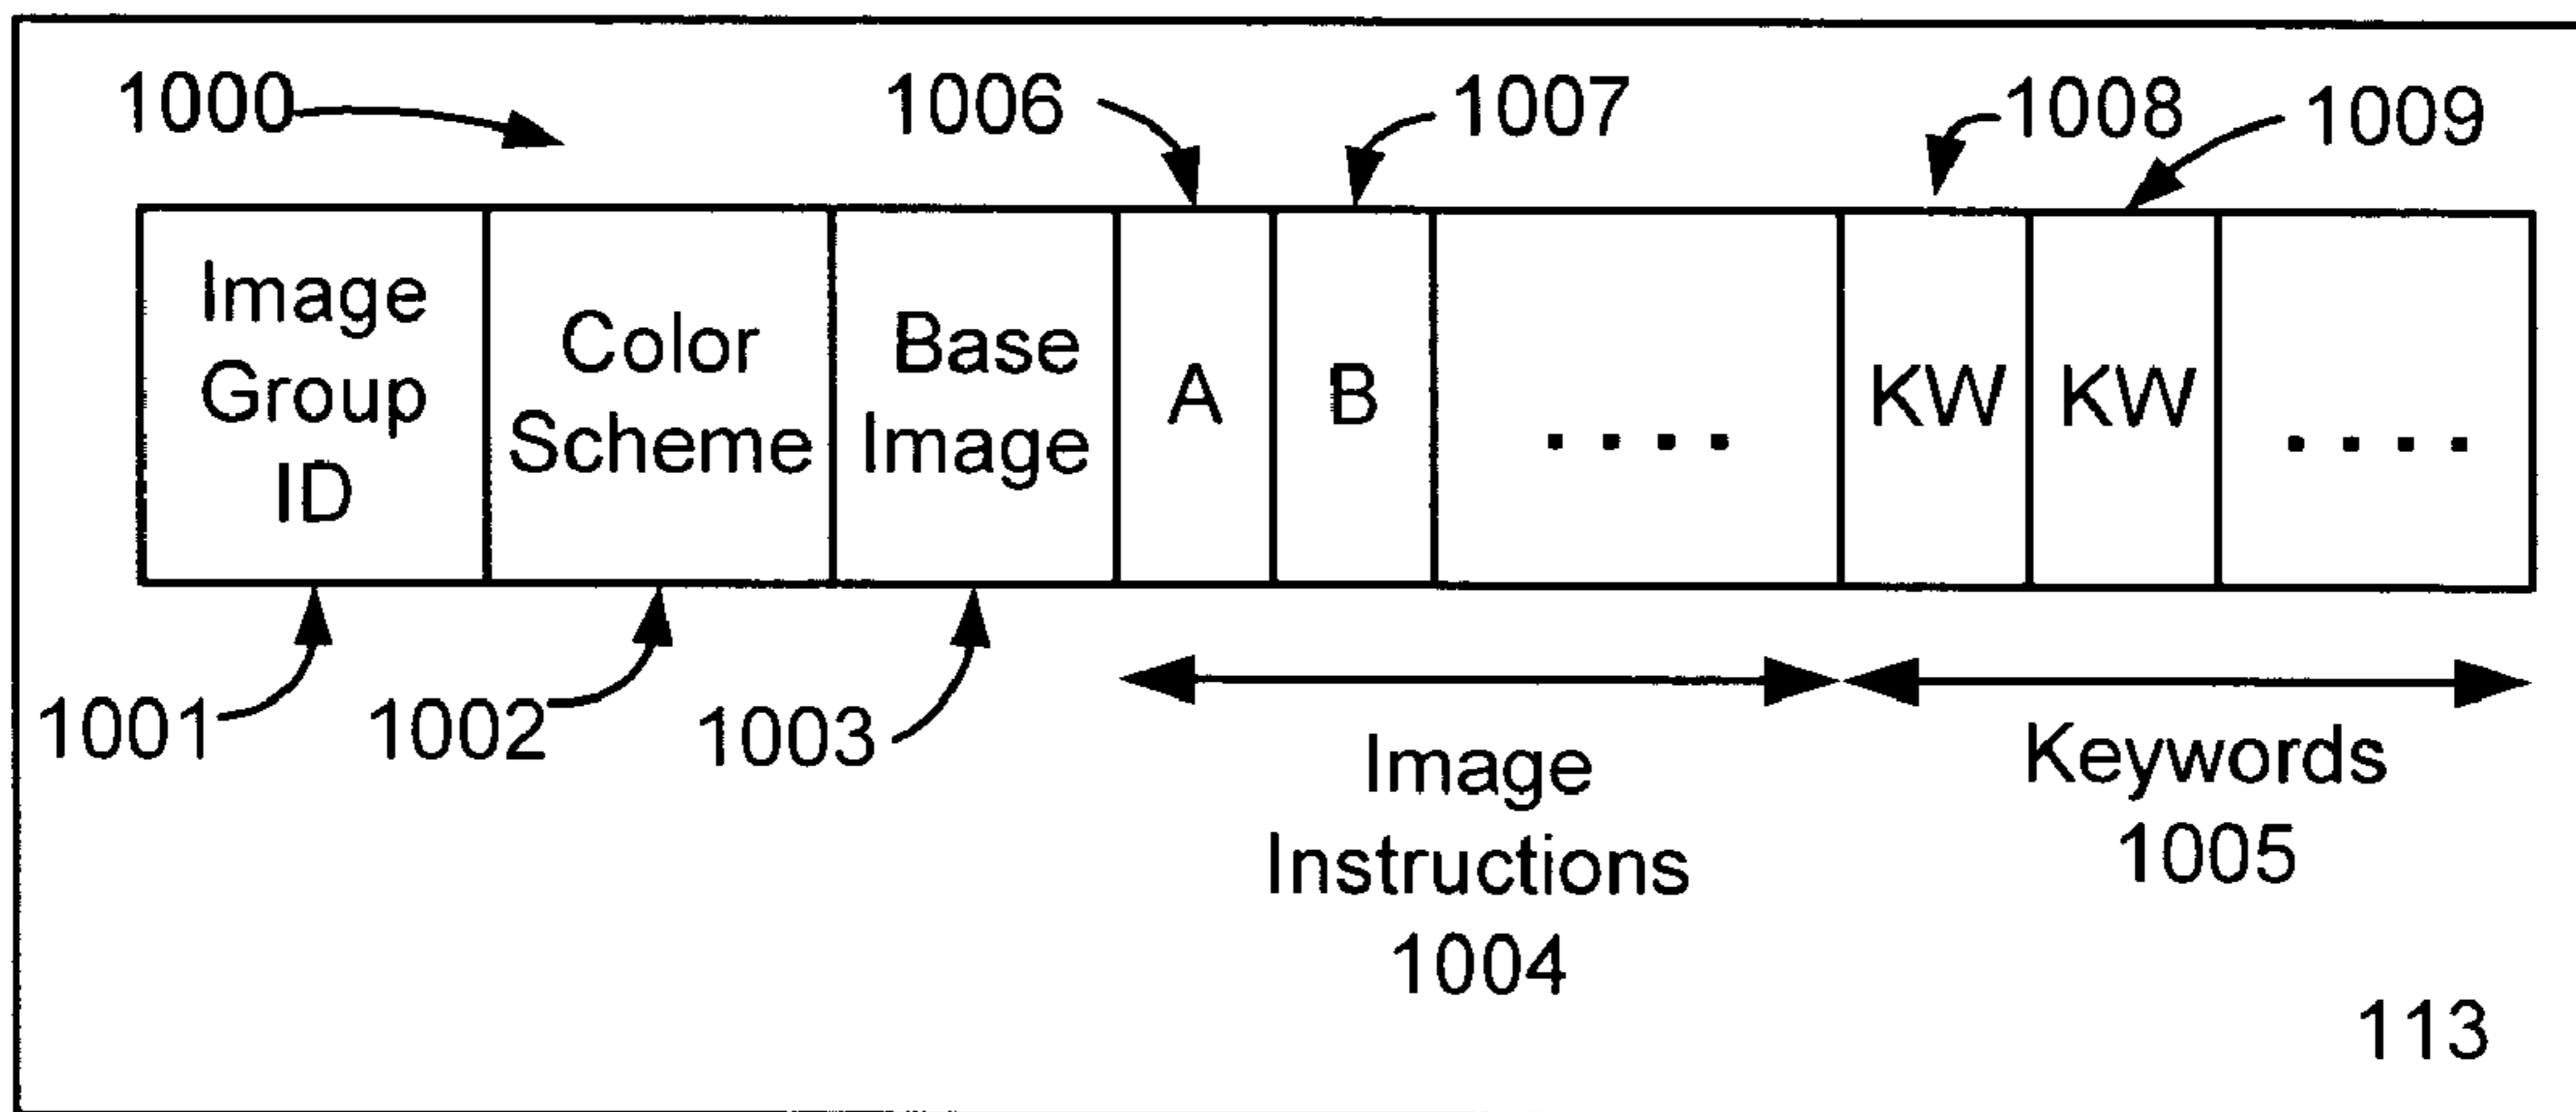 1000
1006
1007
1008
1009
Image
Group
ID
Color
Scheme
Base
Image
A
B
. . . .
KW
KW
. . . .
1001
1002
1003
Image
Instructions
1004
Keywords
1005
113